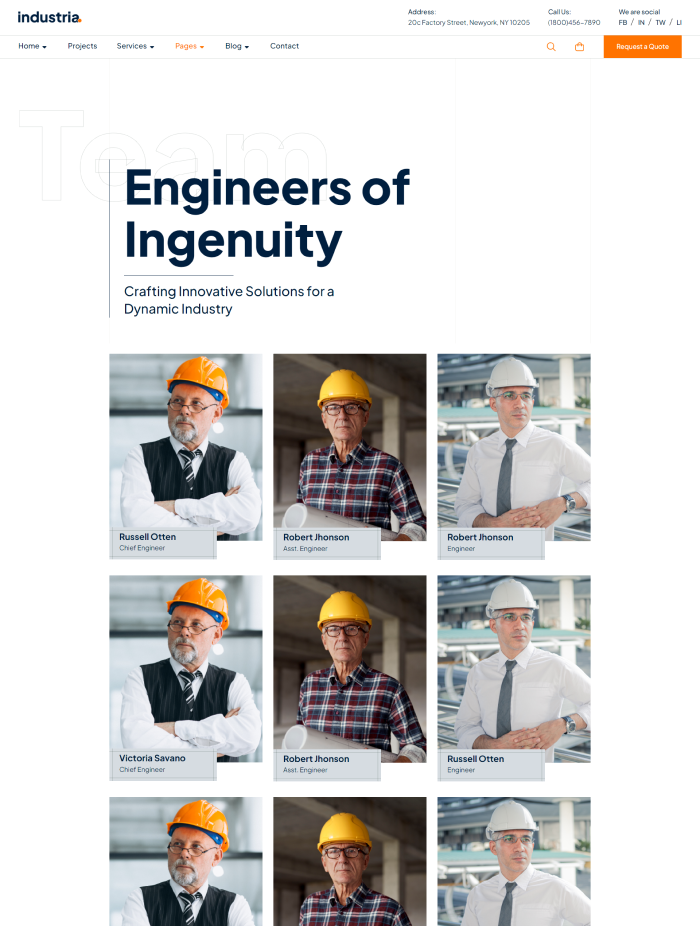 industria.
Address:
20c Factory Street, Newyork, NY 10205
Call Us:
(1800)456-7890
We are social
FB / IN / TW / LI
Home
Projects
Services
Pages
Blog
Contact
Request a Quote
Team
Engineers of
Ingenuity
Crafting Innovative Solutions for a
Dynamic Industry
Russell Otten
Chief Engineer
Robert Jhonson
Asst. Engineer
Robert Jhonson
Engineer
Victoria Savano
Chief Engineer
Robert Jhonson
Asst. Engineer
Russell Otten
Engineer